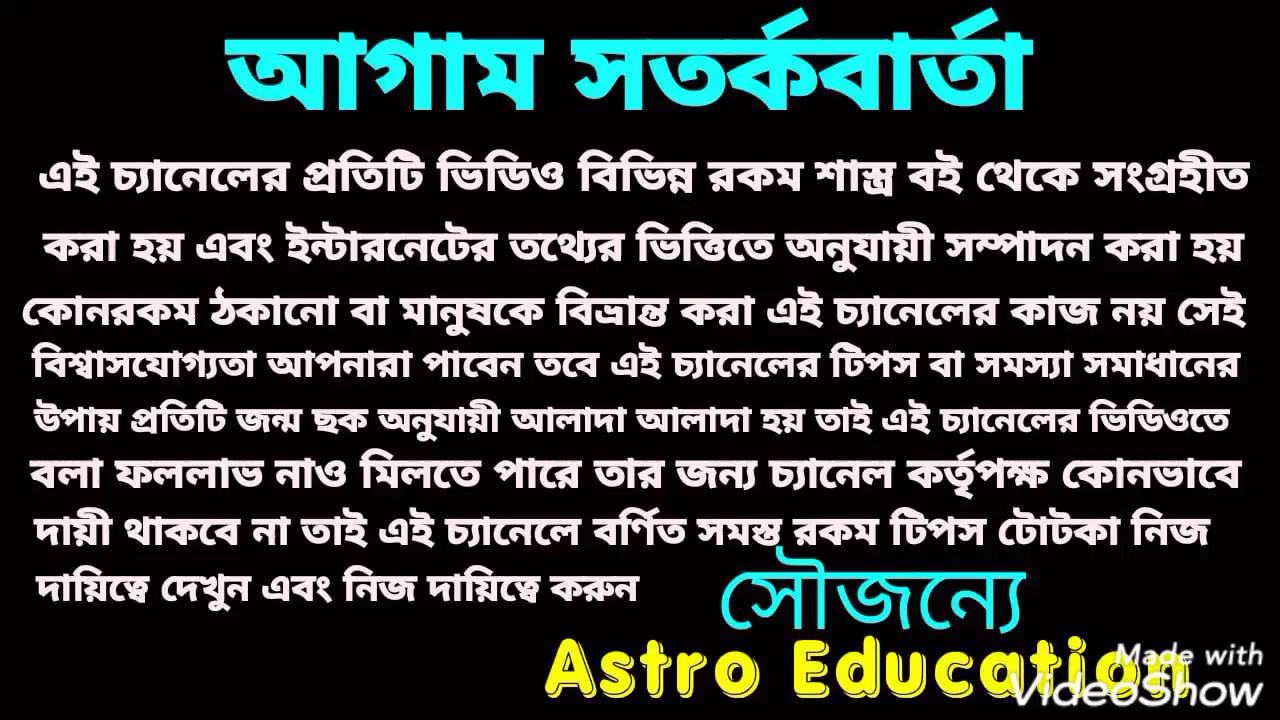 আগাম সতর্কবার্তা
এই চ্যানেলের প্রতিটি ভিডিও বিভিন্ন রকম শাস্ত্র বই থেকে সংগ্রহীত
করা হয় এবং ইন্টারনেটের তথ্যের ভিত্তিতে অনুযায়ী সম্পাদন করা হয়
কোনরকম ঠকানো বা মানুষকে বিভ্রান্ত করা এই চ্যানেলের কাজ নয় সেই
বিশ্বাসযোগ্যতা আপনারা পাবেন তবে এই চ্যানেলের টিপস বা সমস্যা সমাধানের
উপায় প্রতিটি জন্ম ছক অনুযায়ী আলাদা আলাদা হয় তাই এই চ্যানেলের ভিডিওতে
বলা ফললাভ নাও মিলতে পারে তার জন্য চ্যানেল কর্তৃপক্ষ কোনভাবে
দায়ী থাকবে না তাই এই চ্যানেলে বর্ণিত সমস্ত রকম টিপস টোটকা নিজ
দায়িত্বে দেখুন এবং নিজ দায়িত্বে করুন
সৌজন্যে
Astro Education
Made with
VideoShow